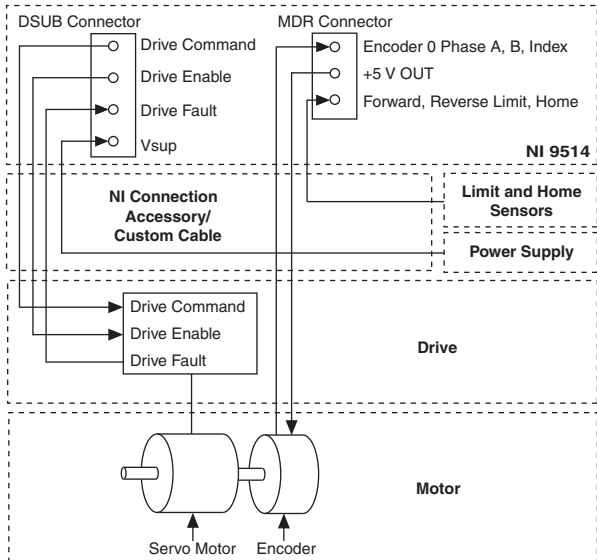 DSUB Connector
Drive Command
Drive Enable
Drive Fault
Vsup
MDR Connector
Encoder 0 Phase A, B, Index
+5 V OUT
Forward, Reverse Limit, Home
NI 9514
NI Connection
Accessory/
Custom Cable
Limit and Home
Sensors
Power Supply
Drive Command
Drive Enable
Drive Fault
Drive
Motor
Servo Motor
Encoder